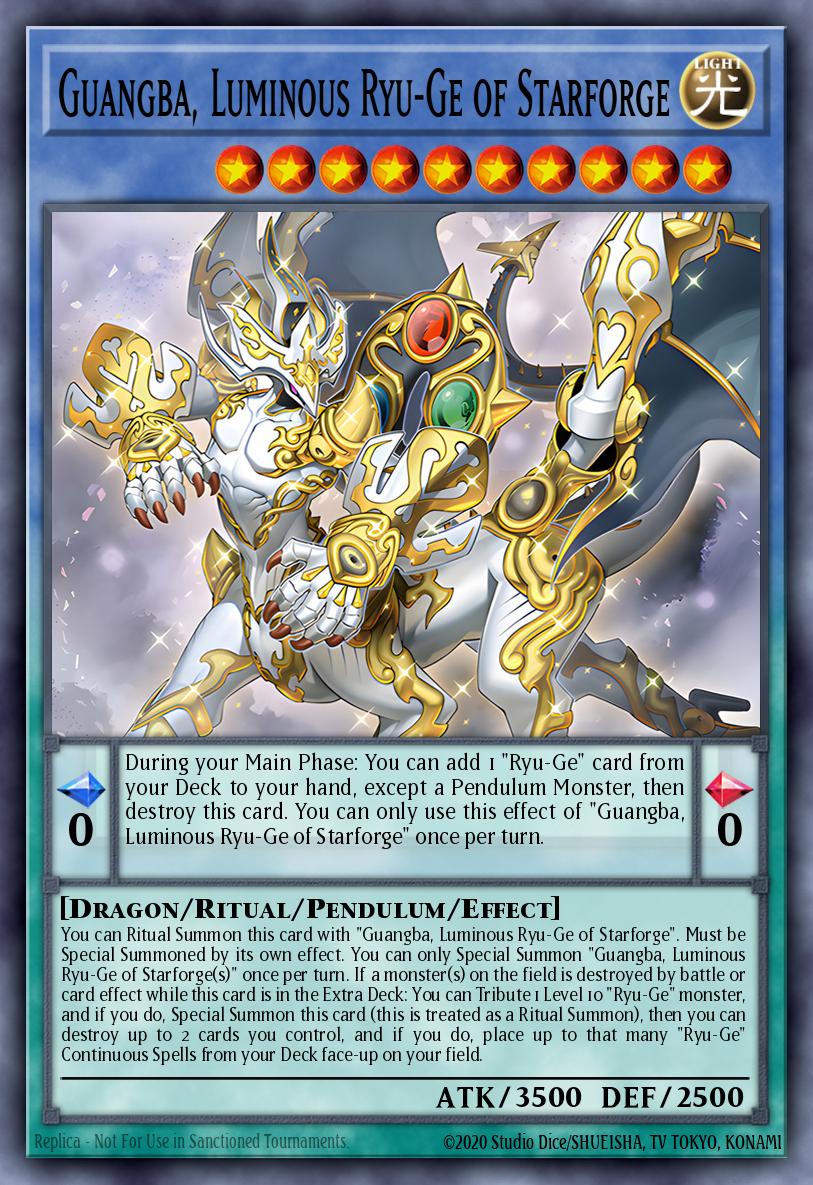 Guangba, Luminous Ryu-Ge of Starforge
LIGHT
光
During your Main Phase: You can add 1 "Ryu-Ge" card from
your Deck to your hand, except a Pendulum Monster, then
destroy this card. You can only use this effect of "Guangba,
Luminous Ryu-Ge of Starforge" once per turn.
0
0
[Dragon/Ritual/Pendulum/Effect]
You can Ritual Summon this card with "Guangba, Luminous Ryu-Ge of Starforge". Must be
Special Summoned by its own effect. You can only Special Summon "Guangba, Luminous
Ryu-Ge of Starforge(s)" once per turn. If a monster(s) on the field is destroyed by battle or
card effect while this card is in the Extra Deck: You can Tribute 1 Level 10 "Ryu-Ge" monster,
and if you do, Special Summon this card (this is treated as a Ritual Summon), then you can
destroy up to 2 cards you control, and if you do, place up to that many "Ryu-Ge"
Continuous Spells from your Deck face-up on your field.
ATK/3500 DEF/2500
Replica - Not For Use in Sanctioned Tournaments.
©2020 Studio Dice/SHUEISHA, TV TOKYO, KONAMI